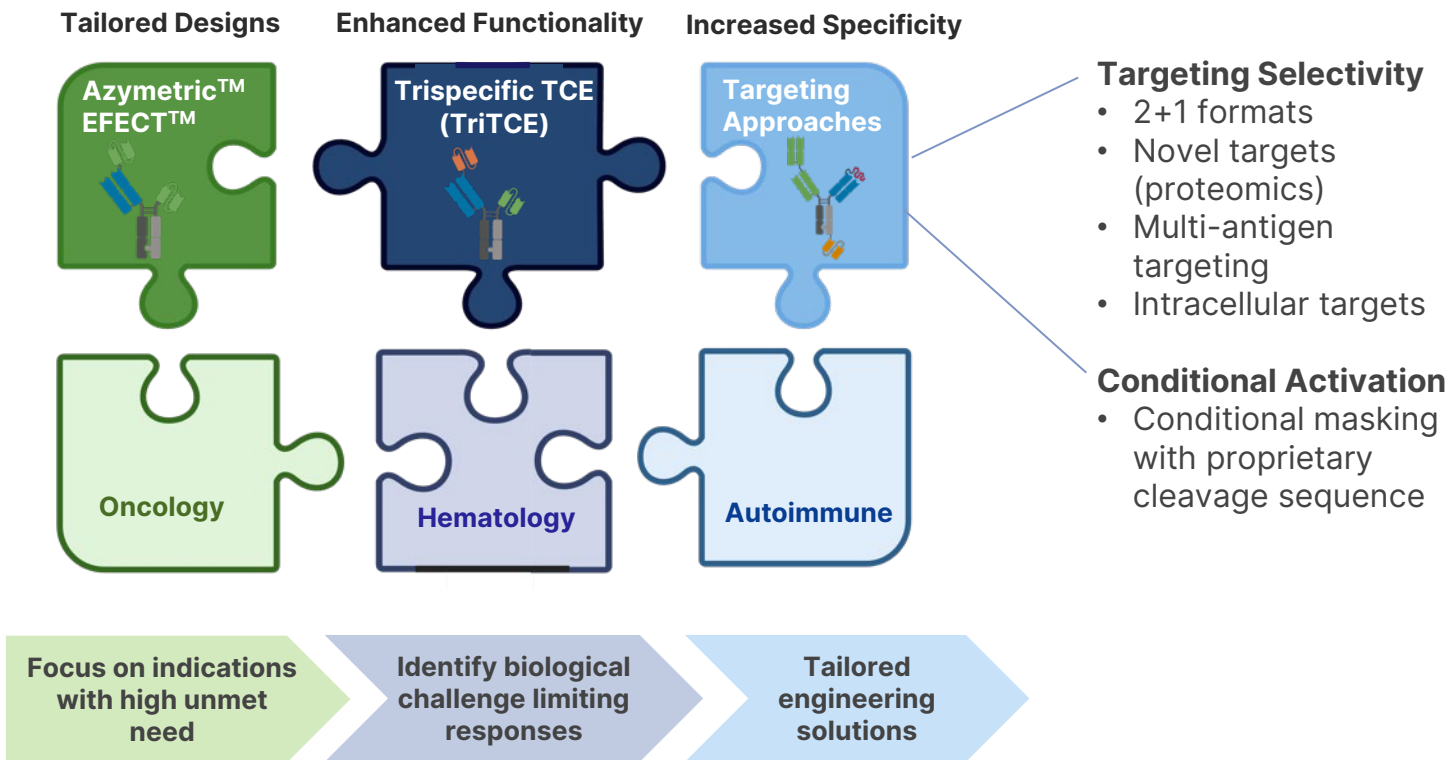 Tailored Designs
Enhanced Functionality
Increased Specificity
Azymetric™
EFECT™
Trispecific TCE
(TriTCE)
Targeting
Approaches
Targeting Selectivity
• 2+1 formats
• Novel targets
(proteomics)
• Multi-antigen
targeting
• Intracellular targets
Conditional Activation
• Conditional masking
with proprietary
cleavage sequence
Oncology
Hematology
Autoimmune
Focus on indications
with high unmet
need
Identify biological
challenge limiting
responses
Tailored
engineering
solutions